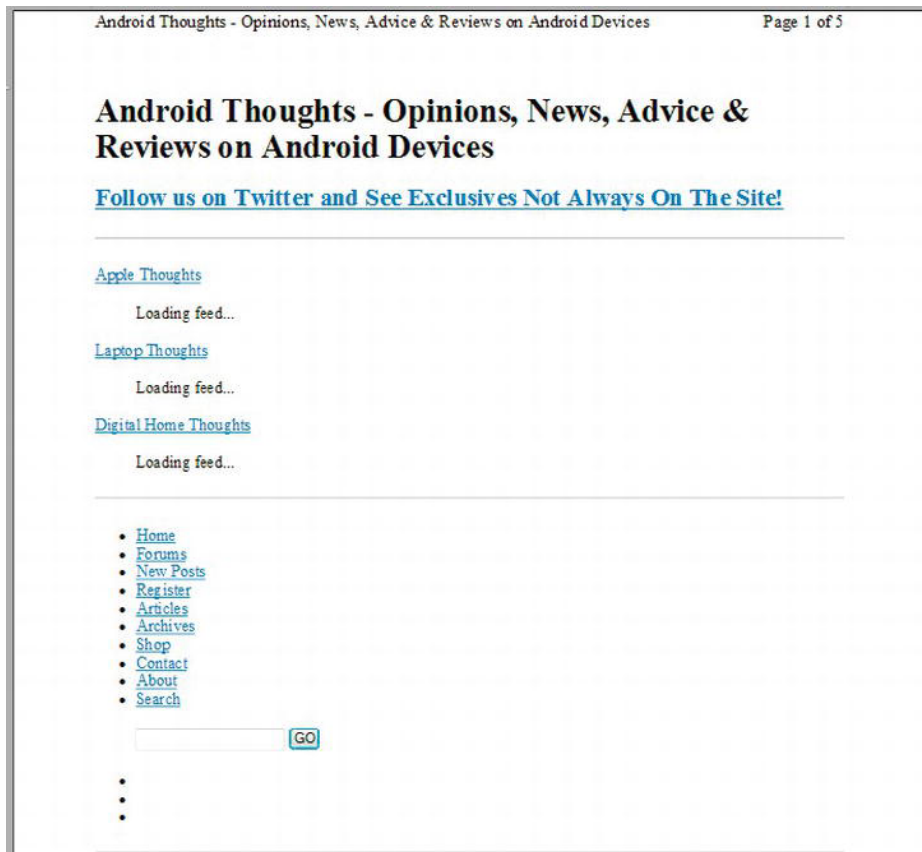 Android Thoughts - Opinions, News, Advice & Reviews on Android Devices Page 1 of 5
Android Thoughts - Opinions, News, Advice &
Reviews on Android Devices
Follow us on Twitter and See Exclusives Not Always On The Site!
Apple Thoughts
Loading feed...
Laptop Thoughts
Loading feed...
Digital Home Thoughts
Loading feed...
Home
Forums
New Posts
Register
Articles
Archives
Shop
Contact
About
Search
GO